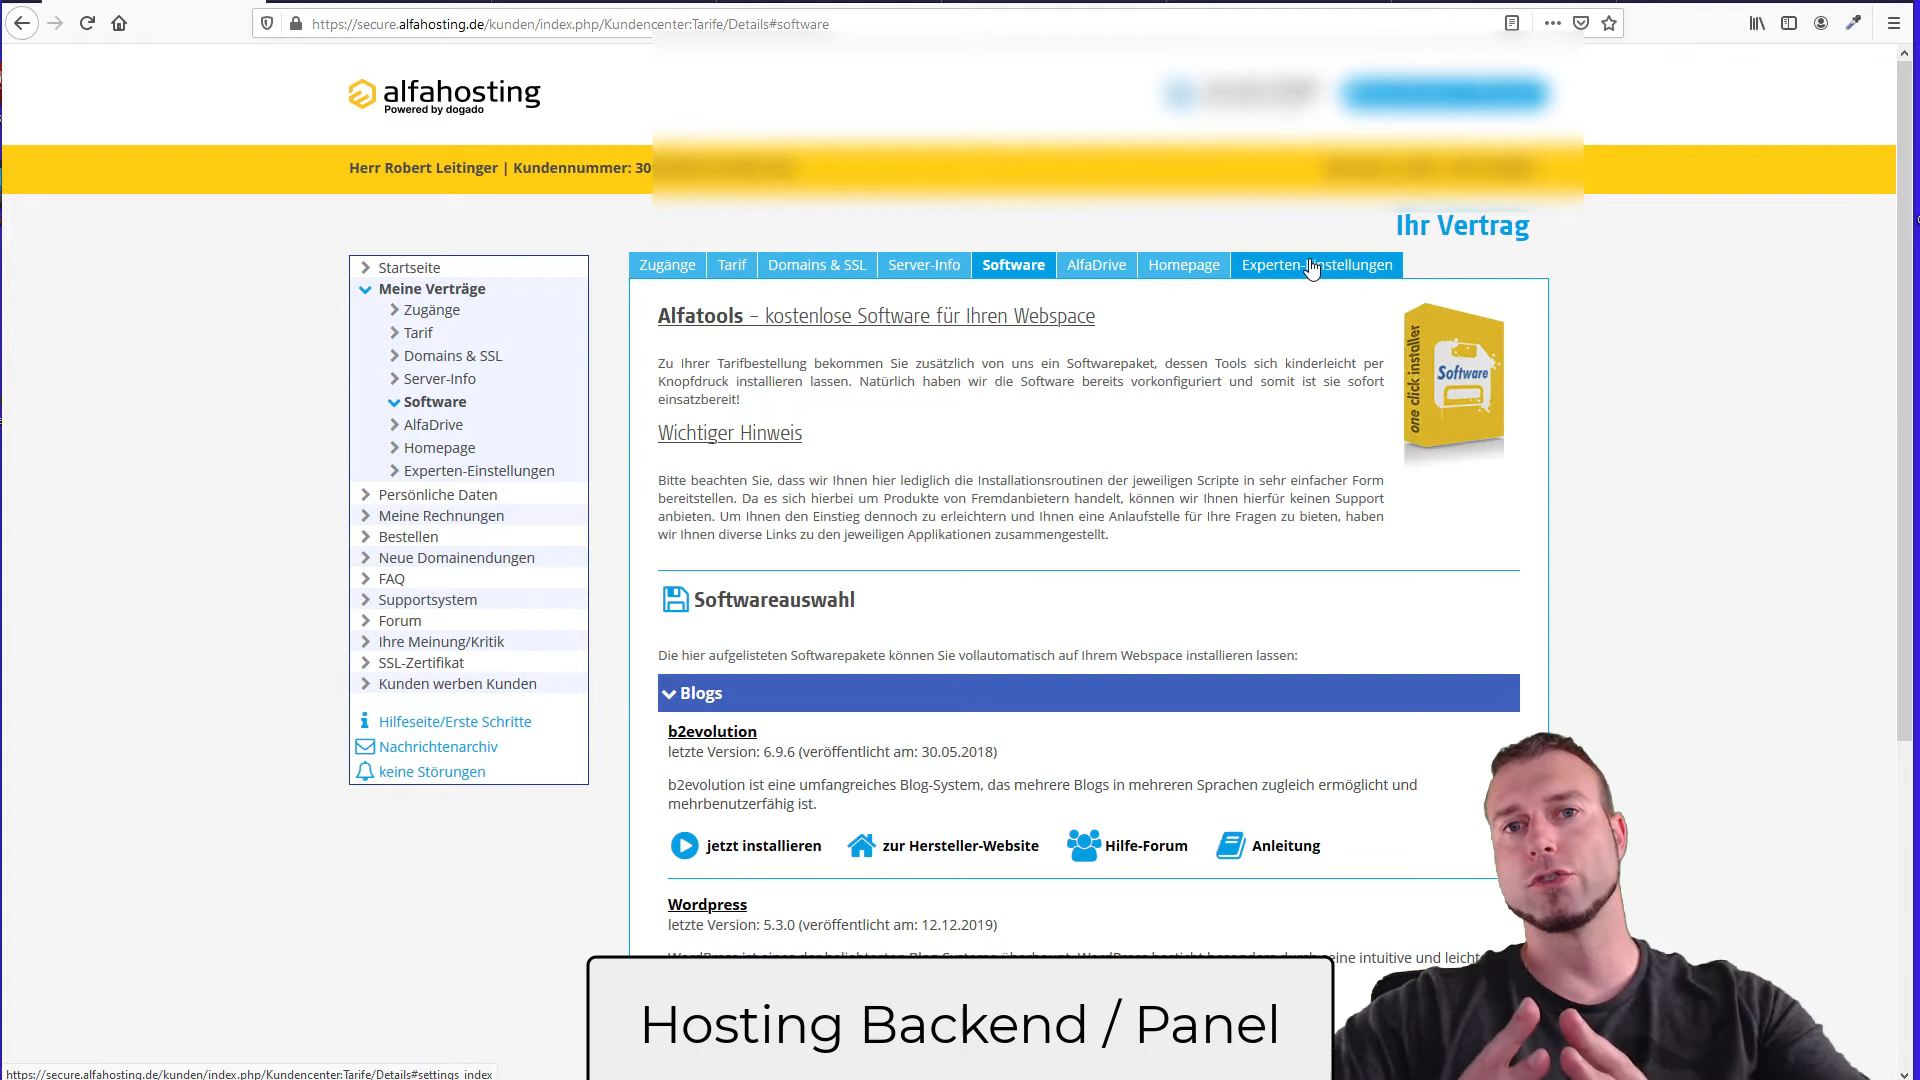 https://secure.alfahosting.de/kunden/index.php/Kundencenter:Tarife/Details#software
alfahosting
Powered by dogado
Herr Robert Leitinger | Kundennummer: 30
Ihr Vertrag
Zugänge Tarif Domains & SSL Server-Info Software AlfaDrive Homepage Experten-Einstellungen
Startseite
Meine Verträge
Zugänge
Tarif
Domains & SSL
Server-Info
Software
AlfaDrive
Homepage
Experten-Einstellungen
Persönliche Daten
Meine Rechnungen
Bestellen
Neue Domainendungen
FAQ
Supportsystem
Forum
Ihre Meinung/Kritik
SSL-Zertifikat
Kunden werben Kunden
Hilfeseite/Erste Schritte
Nachrichtenarchiv
keine Störungen
Alfatools – kostenlose Software für Ihren Webspace
Zu Ihrer Tarifbestellung bekommen Sie zusätzlich von uns ein Softwarepaket, dessen Tools sich kinderleicht per
Knopfdruck installieren lassen. Natürlich haben wir die Software bereits vorkonfiguriert und somit ist sie sofort
einsatzbereit!
one click installer
Software
Wichtiger Hinweis
Bitte beachten Sie, dass wir Ihnen hier lediglich die Installationsroutinen der jeweiligen Scripte in sehr einfacher Form
bereitstellen. Da es sich hierbei um Produkte von Fremdanbietern handelt, können wir Ihnen hierfür keinen Support
anbieten. Um Ihnen den Einstieg dennoch zu erleichtern und Ihnen eine Anlaufstelle für Ihre Fragen zu bieten, haben
wir Ihnen diverse Links zu den jeweiligen Applikationen zusammengestellt.
Softwareauswahl
Die hier aufgelisteten Softwarepakete können Sie vollautomatisch auf Ihrem Webspace installieren lassen:
Blogs
b2evolution
letzte Version: 6.9.6 (veröffentlicht am: 30.05.2018)
b2evolution ist eine umfangreiches Blog-System, das mehrere Blogs in mehreren Sprachen zugleich ermöglicht und
mehrbenutzerfähig ist.
jetzt installieren zur Hersteller-Website Hilfe-Forum Anleitung
Wordpress
letzte Version: 5.3.0 (veröffentlicht am: 12.12.2019)
eine intuitive und leicht
Hosting Backend / Panel
https://secure.alfahosting.de/kunden/index.php/Kundencenter:Tarife/Details#settings_index